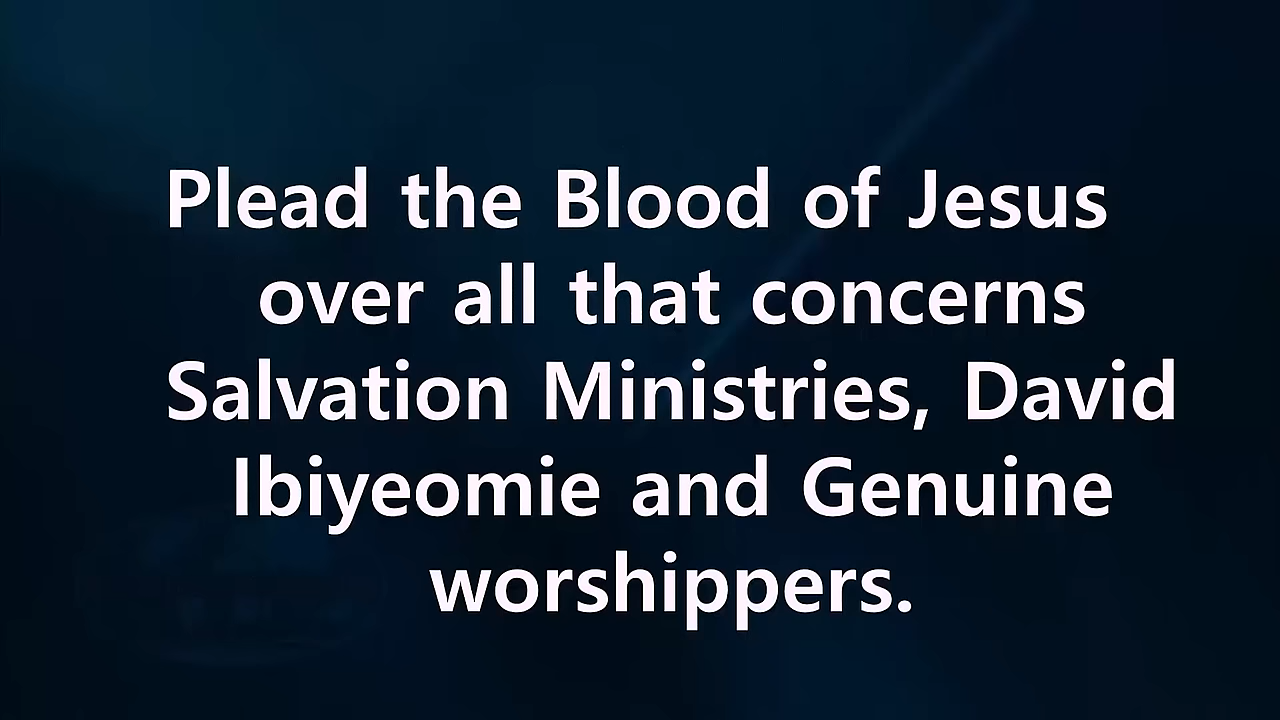 Plead the Blood of Jesus
over all that concerns
Salvation Ministries, David
Ibiyeomie and Genuine
worshippers.